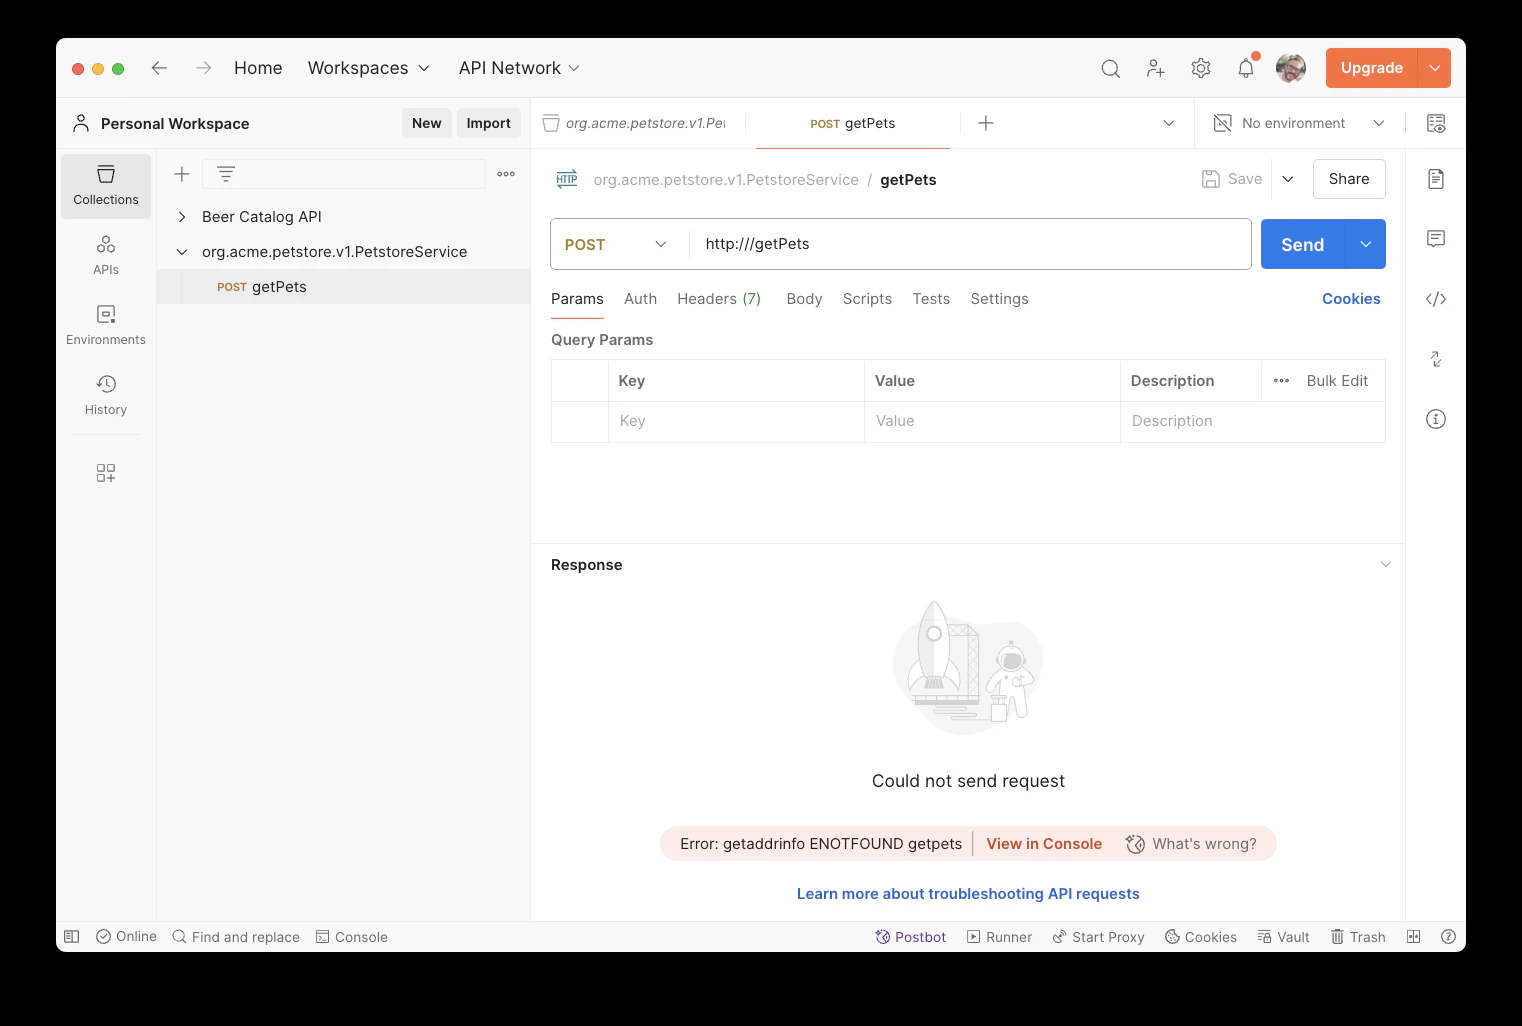 Home Workspaces API Network Upgrade
Personal Workspace New Import org.acme.petstore.v1.Pet POST getPets No environment
Collections
APIs
Environments
History
Beer Catalog API
org.acme.petstore.v1.PetstoreService
POST getPets
HTTP org.acme.petstore.v1.PetstoreService / getPets Save Share
POST http:///getPets Send
Params Auth Headers (7) Body Scripts Tests Settings Cookies
Query Params
Key Value Description Bulk Edit
Key Value Description
Response
Could not send request
Error: getaddrinfo ENOTFOUND getpets View in Console What's wrong?
Learn more about troubleshooting API requests
Online Find and replace Console Postbot Runner Start Proxy Cookies Vault Trash